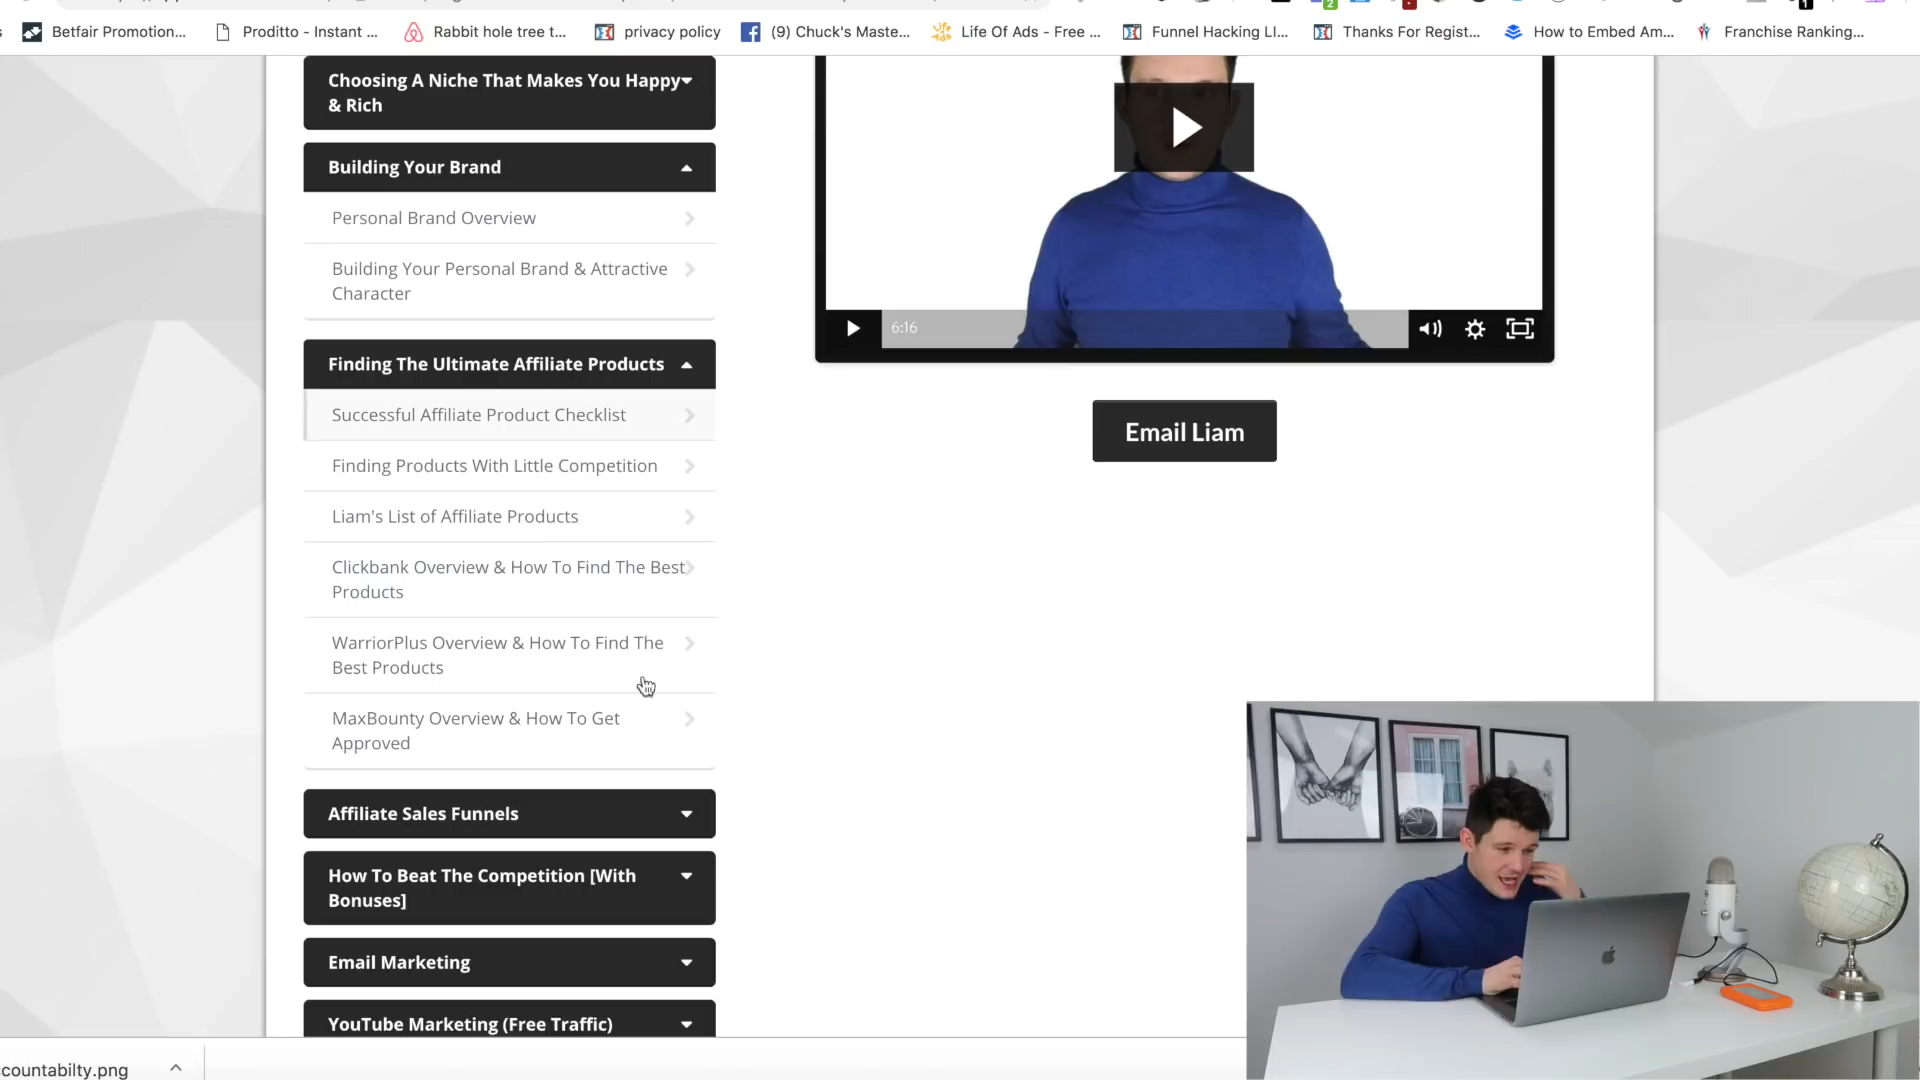 Betfair Promotion...
Proditto - Instant ...
Rabbit hole tree t...
privacy policy
(9) Chuck's Maste...
Life Of Ads - Free ...
Funnel Hacking LI...
Thanks For Regist...
How to Embed Am...
Franchise Ranking...
Choosing A Niche That Makes You Happy
& Rich
Building Your Brand
Personal Brand Overview
Building Your Personal Brand & Attractive
Character
Finding The Ultimate Affiliate Products
Successful Affiliate Product Checklist
Finding Products With Little Competition
Liam's List of Affiliate Products
Clickbank Overview & How To Find The Best
Products
WarriorPlus Overview & How To Find The
Best Products
MaxBounty Overview & How To Get
Approved
Affiliate Sales Funnels
How To Beat The Competition [With
Bonuses]
Email Marketing
YouTube Marketing (Free Traffic)
6:16
Email Liam
countabilty.png